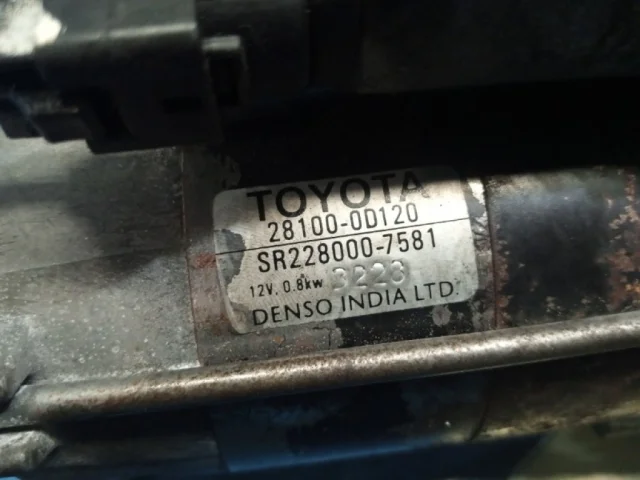 TOYOTA
28100-0D120
SR228000-7581
12V, 0.8kw 3223
DENSO INDIA LTD.